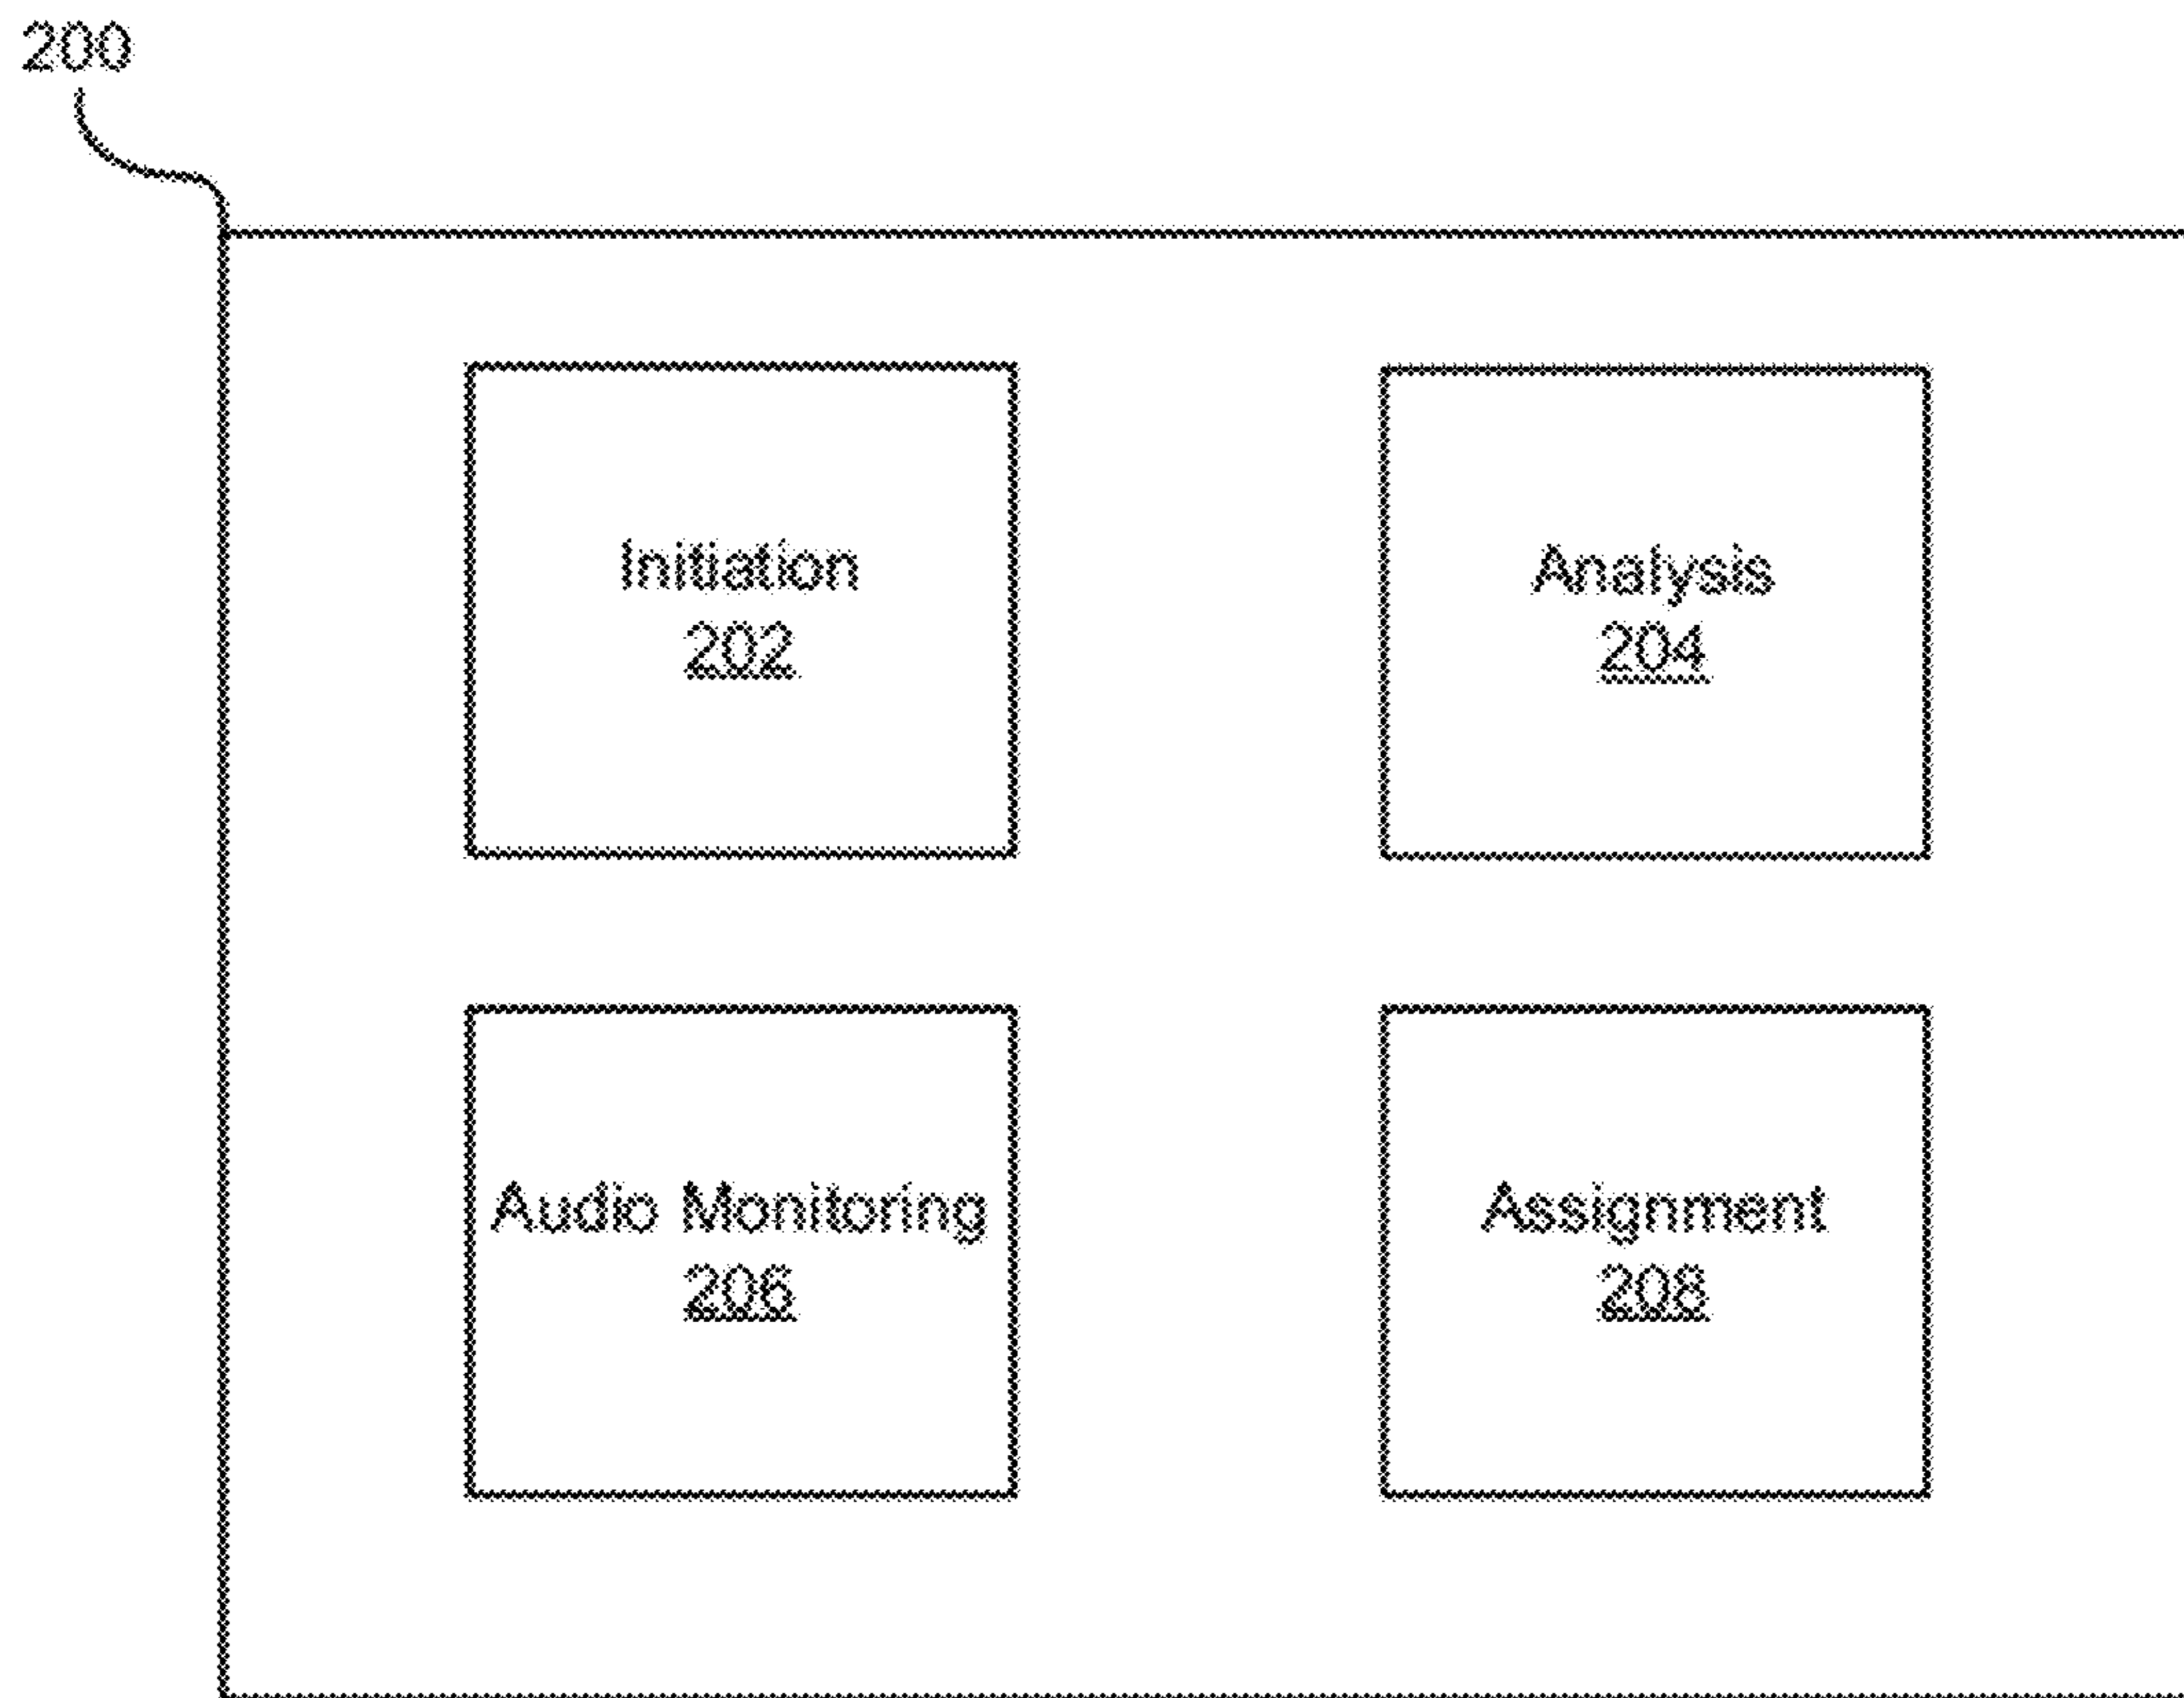 200
Initiation
202
Analysis
204
Audio Monitoring
206
Assignment
208